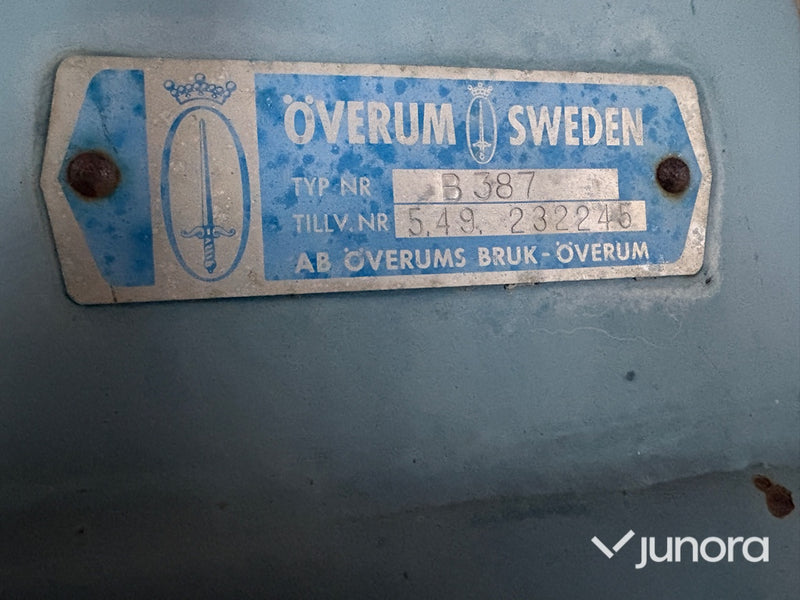 ÖVERUM SWEDEN
TYP NR B 387
TILLV. NR 5,49. 232245
AB ÖVERUMS BRUK - ÖVERUM
junora